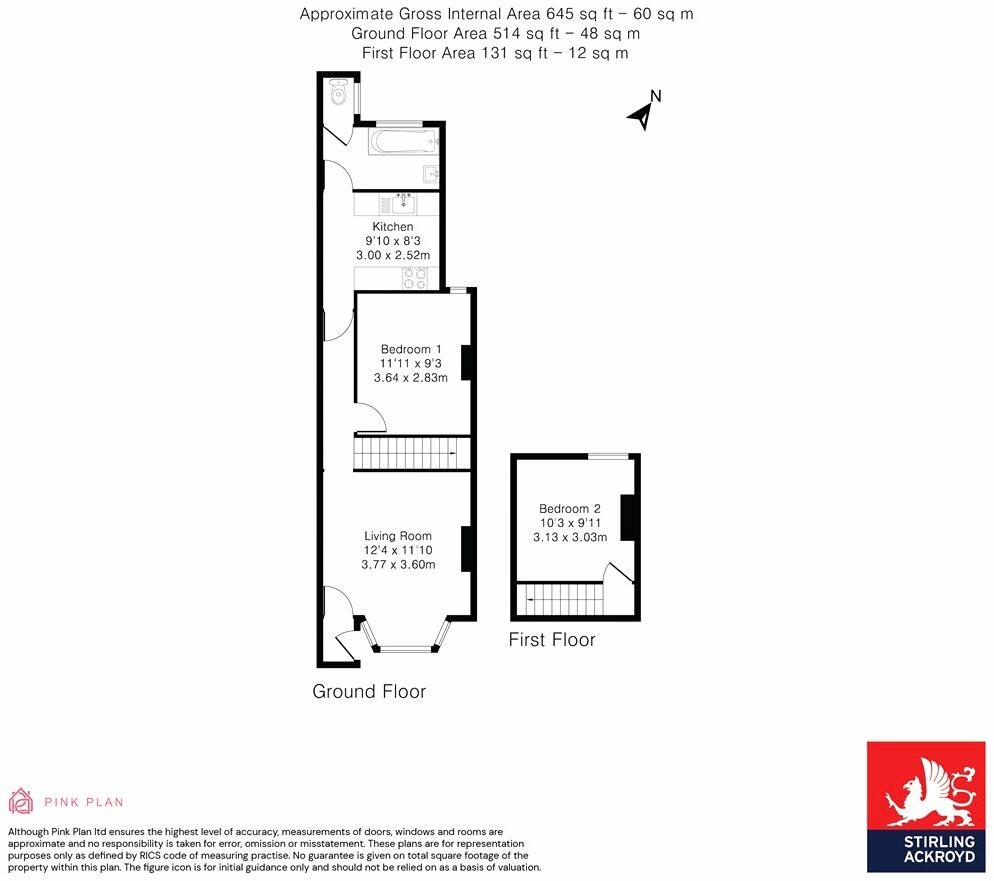 Approximate Gross Internal Area 645 sq ft – 60 sq m
Ground Floor Area 514 sq ft – 48 sq m
First Floor Area 131 sq ft – 12 sq m
N
Kitchen
9'10 x 8'3
3.00 x 2.52m
Bedroom 1
11'11 x 9'3
3.64 x 2.83m
Living Room
12'4 x 11'10
3.77 x 3.60m
Bedroom 2
10'3 x 9'11
3.13 x 3.03m
First Floor
Ground Floor
PINK PLAN
Although Pink Plan ltd ensures the highest level of accuracy, measurements of doors, windows and rooms are
approximate and no responsibility is taken for error, omission or misstatement. These plans are for representation
purposes only as defined by RICS code of measuring practise. No guarantee is given on total square footage of the
property within this plan. The figure icon is for initial guidance only and should not be relied on as a basis of valuation.
STIRLING
ACKROYD